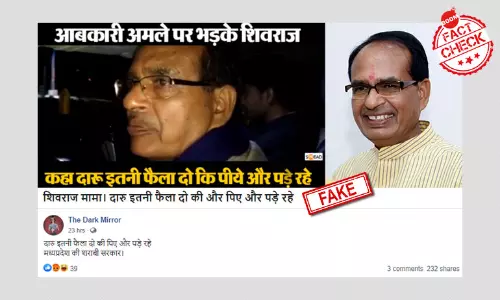 आबकारी अमले पर भड़के शिवराज
BOOM
FACT
CHECK
कहा दारू इतनी फैला दो कि पीये और पड़े रहे
शिवराज मामा। दारु इतनी फैला दो की और पिए और पड़े रहे
FAKE
The Dark Mirror
23 hrs ·
दारु इतनी फैला दो की पिए और पड़े रहे
मध्यप्रदेश की शराबी सरकार।
39
3 comments 232 shares